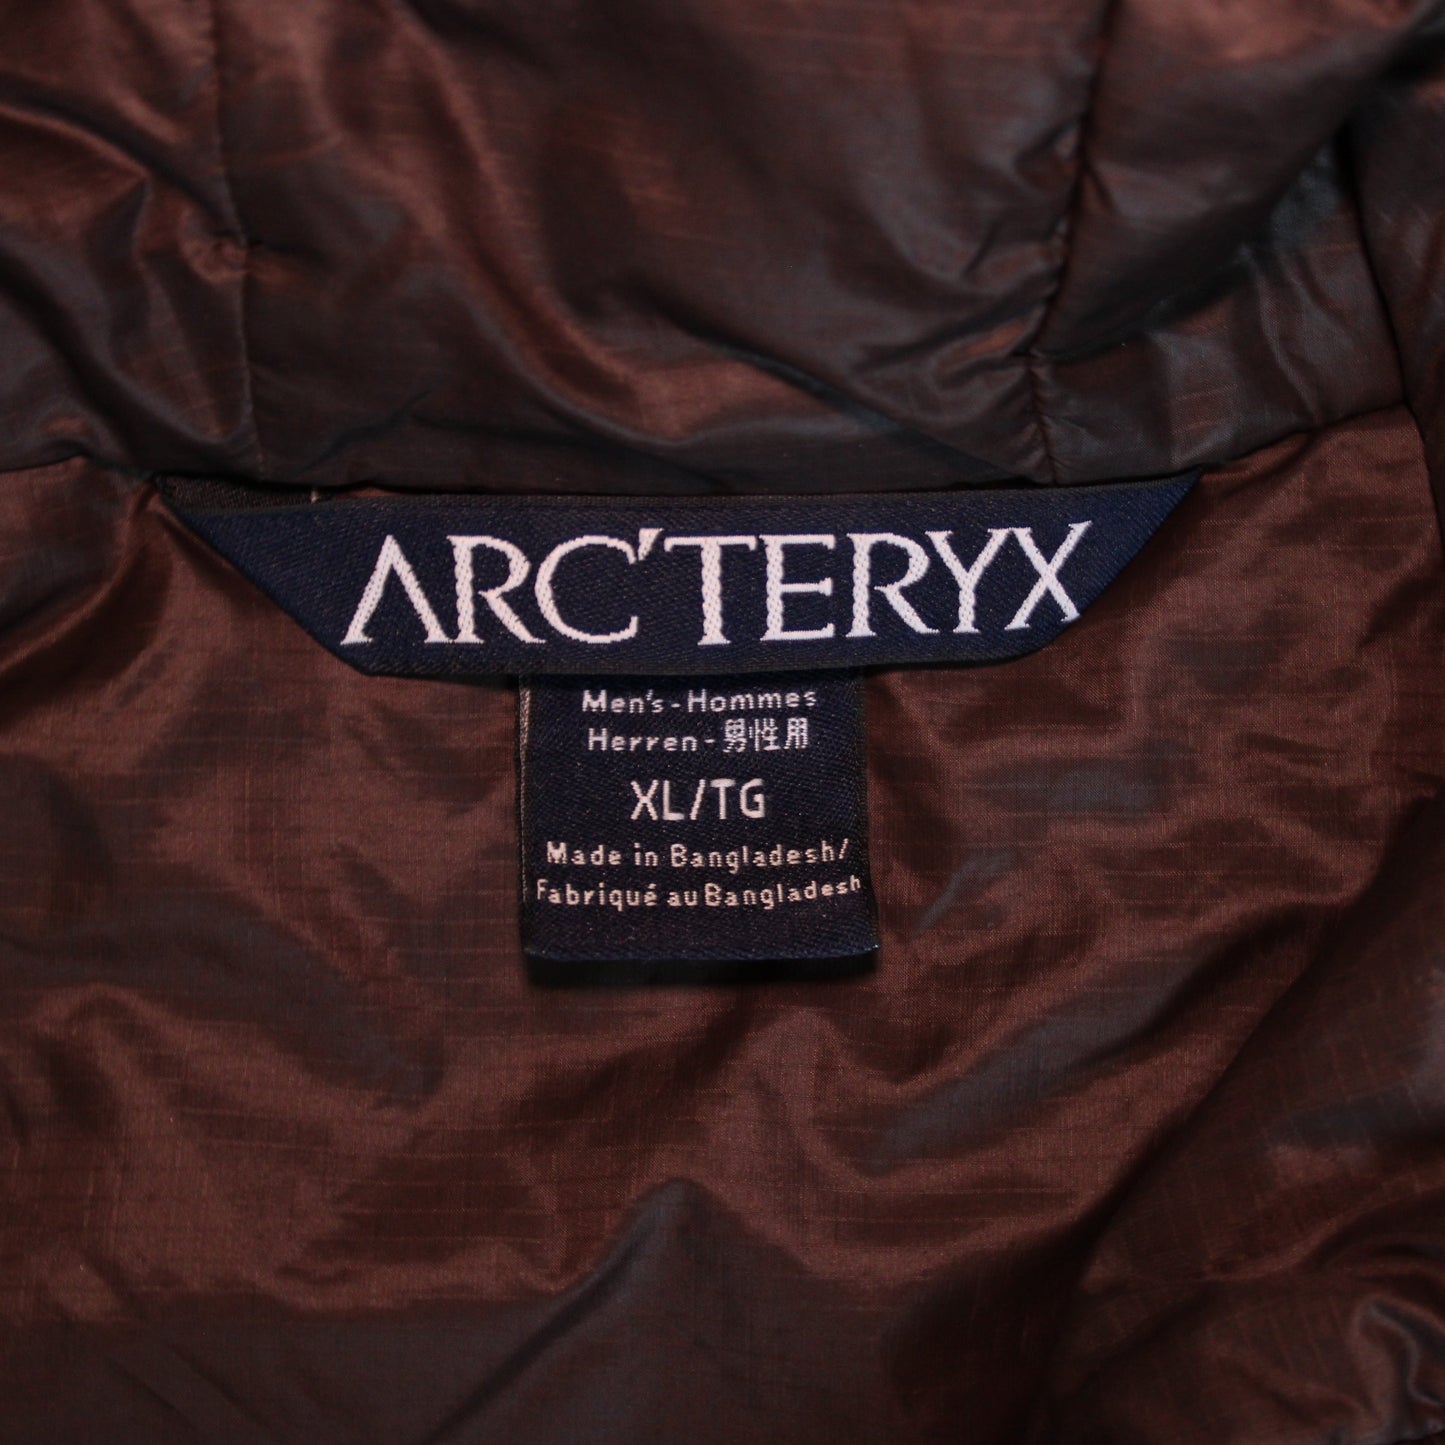 ARC'TERYX
Men's - Hommes
Herren - 男性用
XL/TG
Made in Bangladesh/
Fabriqué au Bangladesh